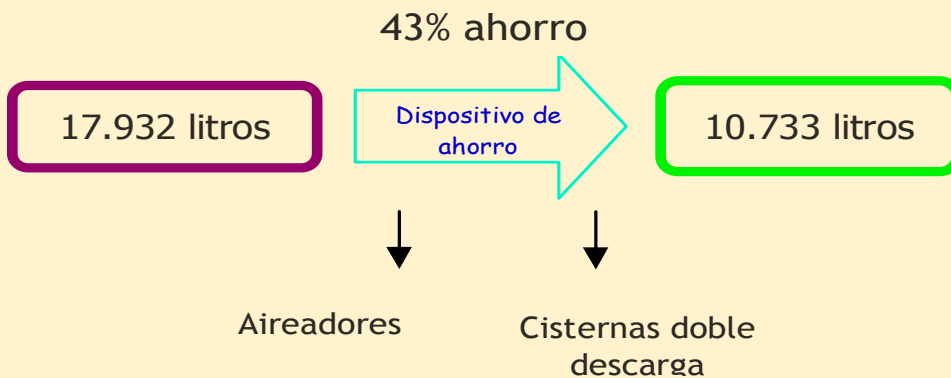 43% ahorro
17.932 litros
Dispositivo de
ahorro
10.733 litros
Aireadores
Cisternas doble
descarga